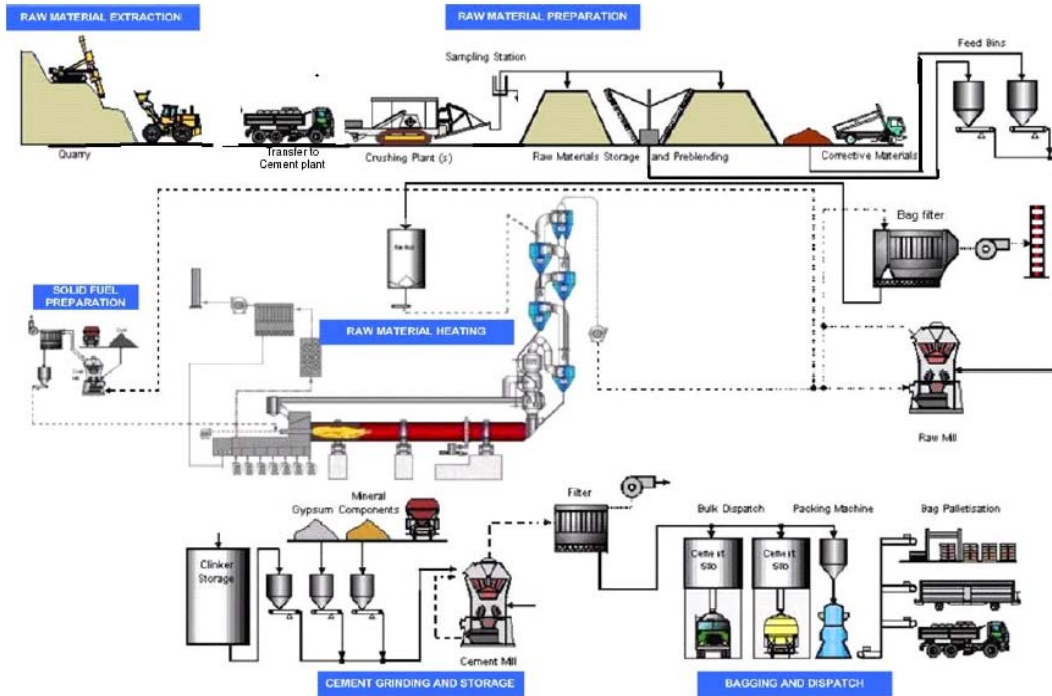 RAW MATERIAL EXTRACTION
RAW MATERIAL PREPARATION
Sampling Station
Feed Bins
Quarry
Transfer to
Cement plant
Crushing Plant (s)
Raw Materials Storage and Preblending
Corrective Materials
Bag filter
SOLID FUEL
PREPARATION
RAW MATERIAL HEATING
Raw Mill
Mineral
Gypsum Components
Filter
Bulk Dispatch
Packing Machine
Bag Palletisation
Clinker
Storage
Cement
Silo
Cement
Silo
Cement Mill
CEMENT GRINDING AND STORAGE
BAGGING AND DISPATCH